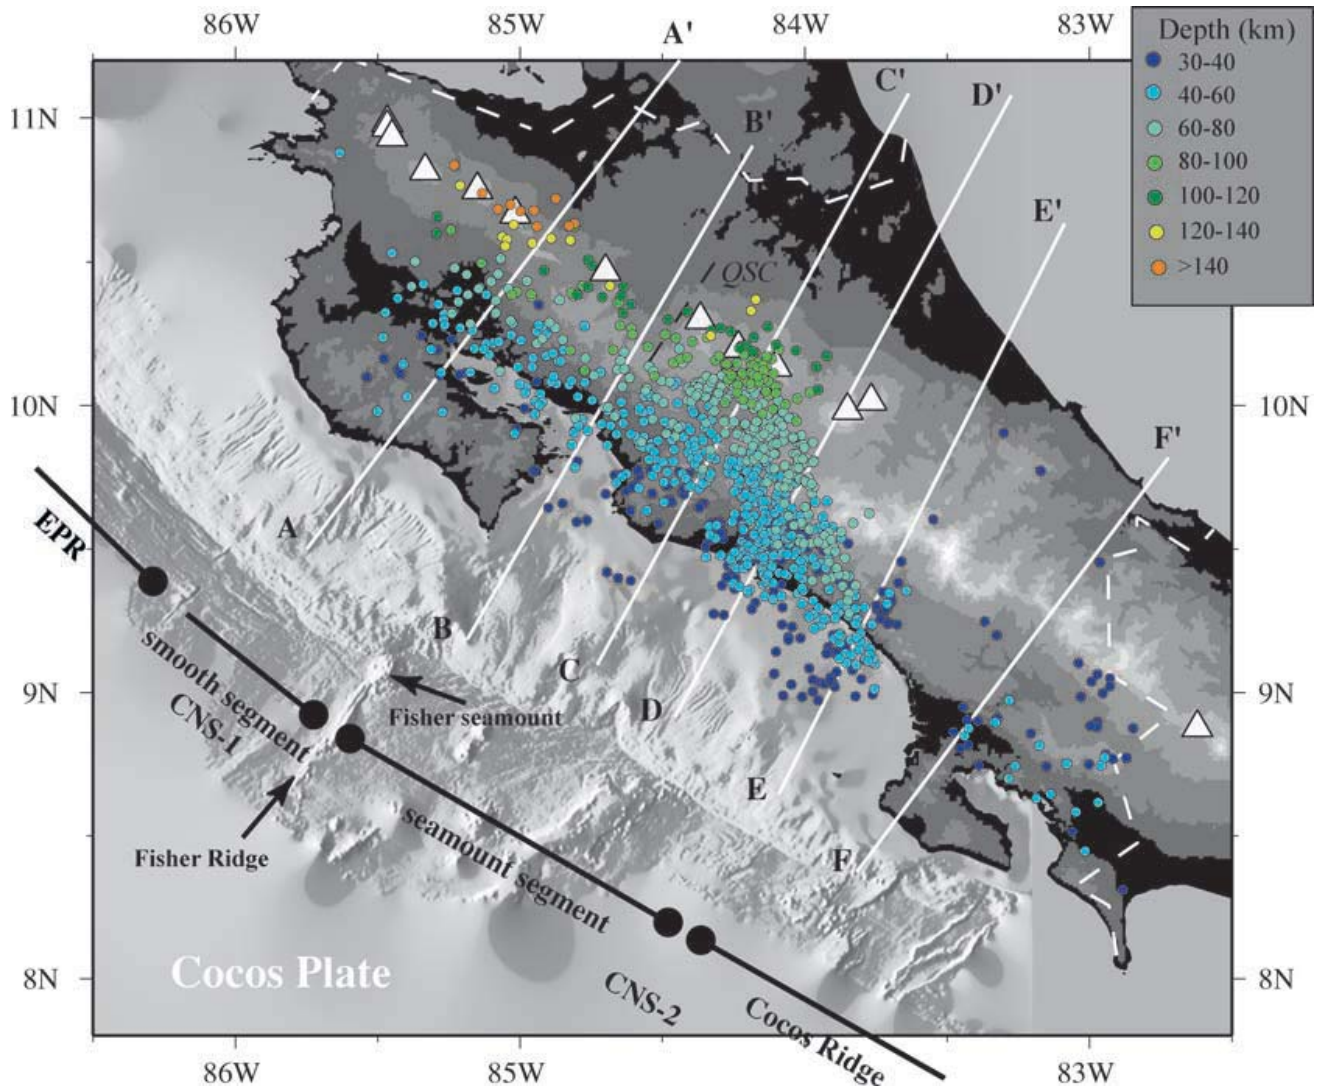 86W 85W 84W 83W
A'
C'
D'
B'
E'
F'
Depth (km)
30-40
40-60
60-80
80-100
100-120
120-140
>140
11N
10N 10N
9N 9N
8N 8N
QSC
A
B
C
D
E
F
EPR
smooth segment
CNS-1
Fisher seamount
Fisher Ridge
seamount segment
CNS-2
Cocos Ridge
Cocos Plate
86W 85W 84W 83W